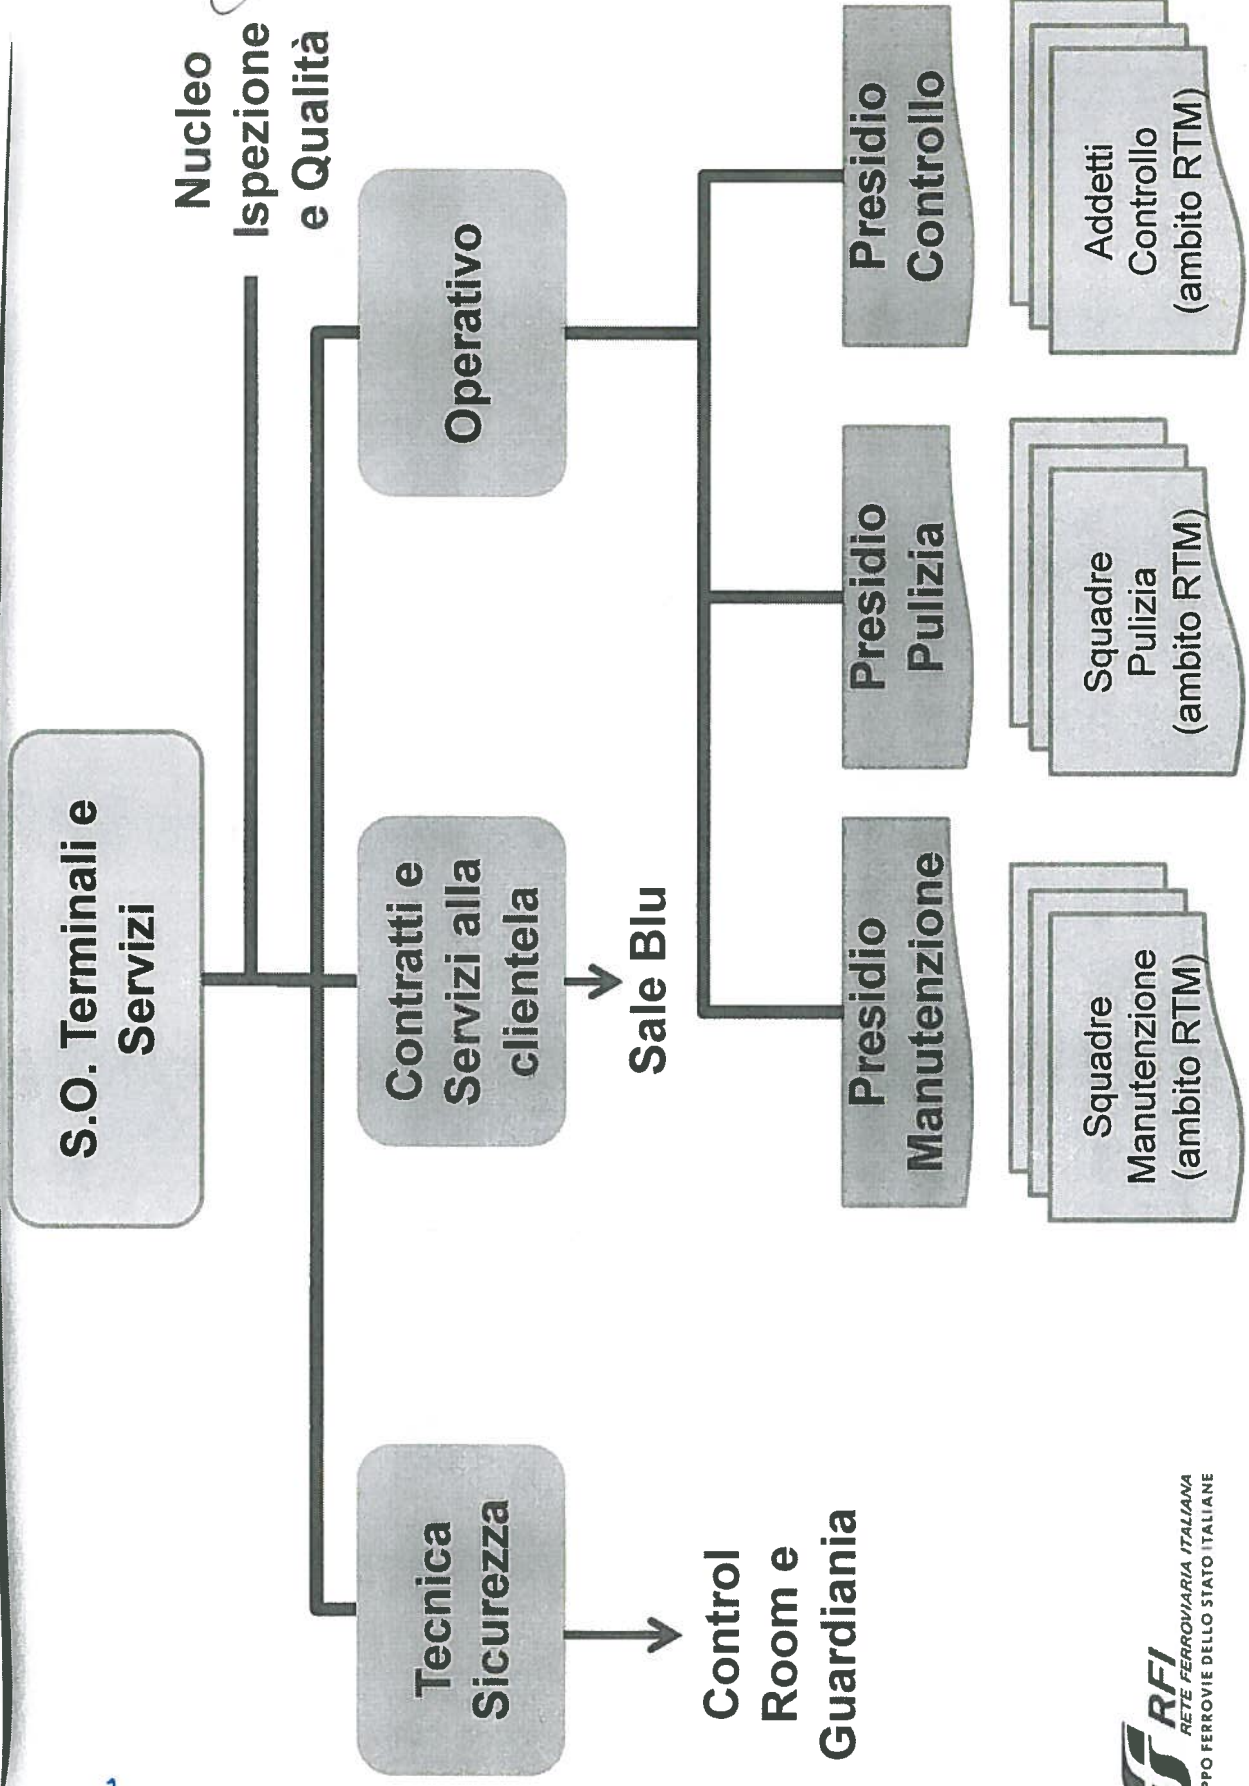 S.O. Terminali e
Servizi
Nucleo
Ispezione
e Qualità
Tecnica
Sicurezza
Contratti e
Servizi alla
clientela
Operativo
Control
Room e
Guardiania
Sale Blu
Presidio
Manutenzione
Presidio
Pulizia
Presidio
Controllo
Squadre
Manutenzione
(ambito RTM)
Squadre
Pulizia
(ambito RTM)
Addetti
Controllo
(ambito RTM)
RFI
RETE FERROVIARIA ITALIANA
FERROVIE DELLO STATO ITALIANE